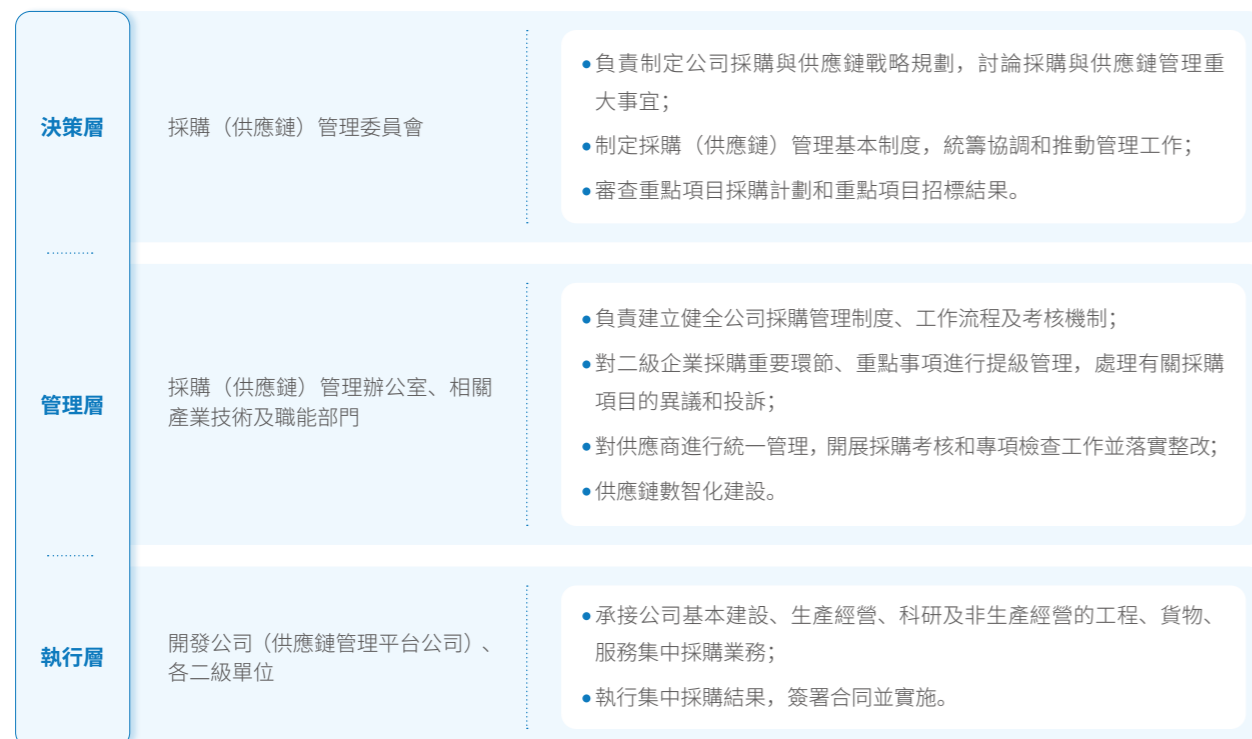 決策層
採購（供應鏈）管理委員會
●負責制定公司採購與供應鏈戰略規劃，討論採購與供應鏈管理重
大事宜；
●制定採購（供應鏈）管理基本制度，統籌協調和推動管理工作；
●審查重點項目採購計劃和重點項目招標結果。
管理層
採購（供應鏈）管理辦公室、相關
產業技術及職能部門
●負責建立健全公司採購管理制度、工作流程及考核機制；
●對二級企業採購重要環節、重點事項進行提級管理，處理有關採購
項目的異議和投訴；
●對供應商進行統一管理，開展採購考核和專項檢查工作並落實整改；
●供應鏈數智化建設。
執行層
開發公司（供應鏈管理平台公司）、
各二級單位
●承接公司基本建設、生產經營、科研及非生產經營的工程、貨物、
服務集中採購業務；
●執行集中採購結果，簽署合同並實施。